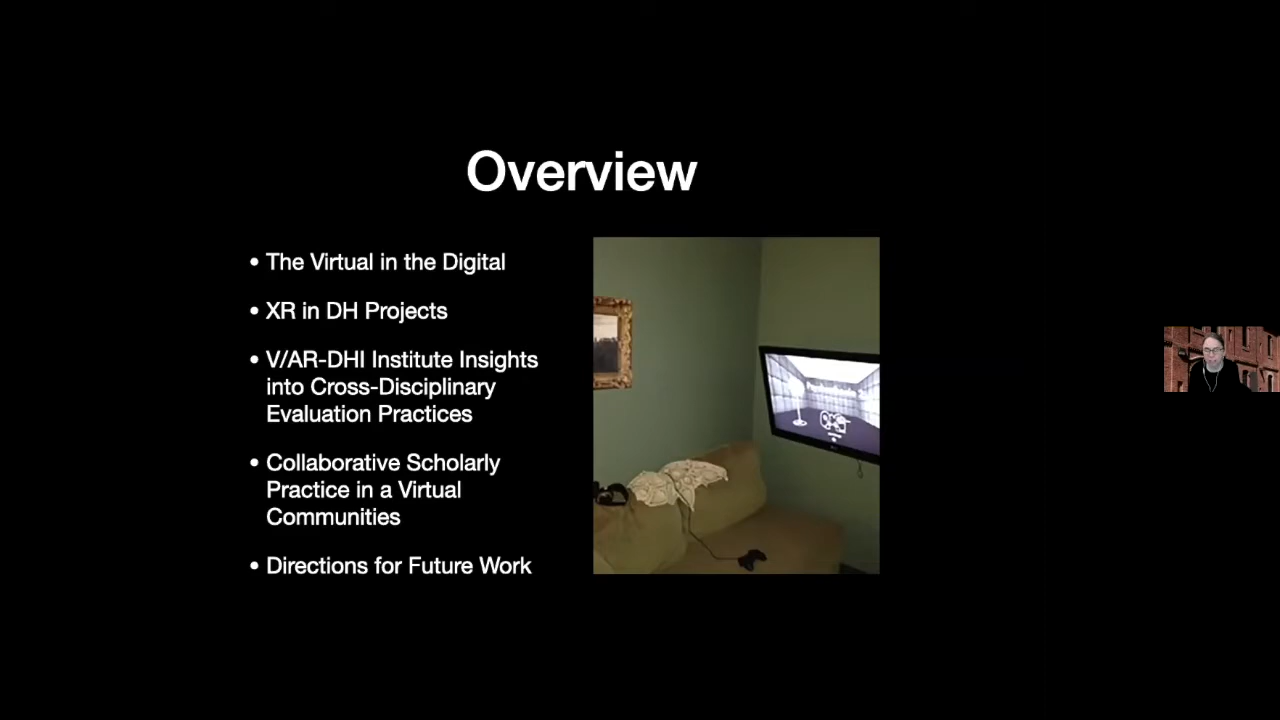 Overview
• The Virtual in the Digital
• XR in DH Projects
• V/AR-DHI Institute Insights
into Cross-Disciplinary
Evaluation Practices
• Collaborative Scholarly
Practice in a Virtual
Communities
• Directions for Future Work